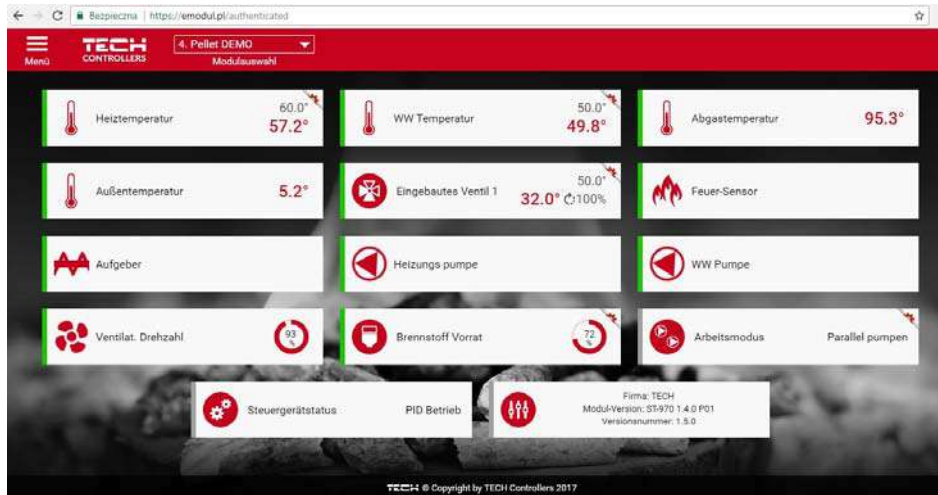 Bezpieczna | https://emodul.pl/authenticated
Menü
TECH
CONTROLLERS
4. Pellet DEMO
Modulauswahl
Heiztemperatur
60.0°
57.2°
WW Temperatur
50.0°
49.8°
Abgastemperatur
95.3°
Außentemperatur
5.2°
Eingebautes Ventil 1
50.0°
32.0° 100%
Feuer-Sensor
Aufgeber
Heizungs pumpe
WW Pumpe
Ventilat. Drehzahl
93
%
Brennstoff Vorrat
72
%
Arbeitsmodus
Parallel pumpen
Steuergerätstatus
PID Betrieb
Firma: TECH
Modul-Version: ST-970 1.4.0 P01
Versionsnummer: 1.5.0
TECH © Copyright by TECH Controllers 2017